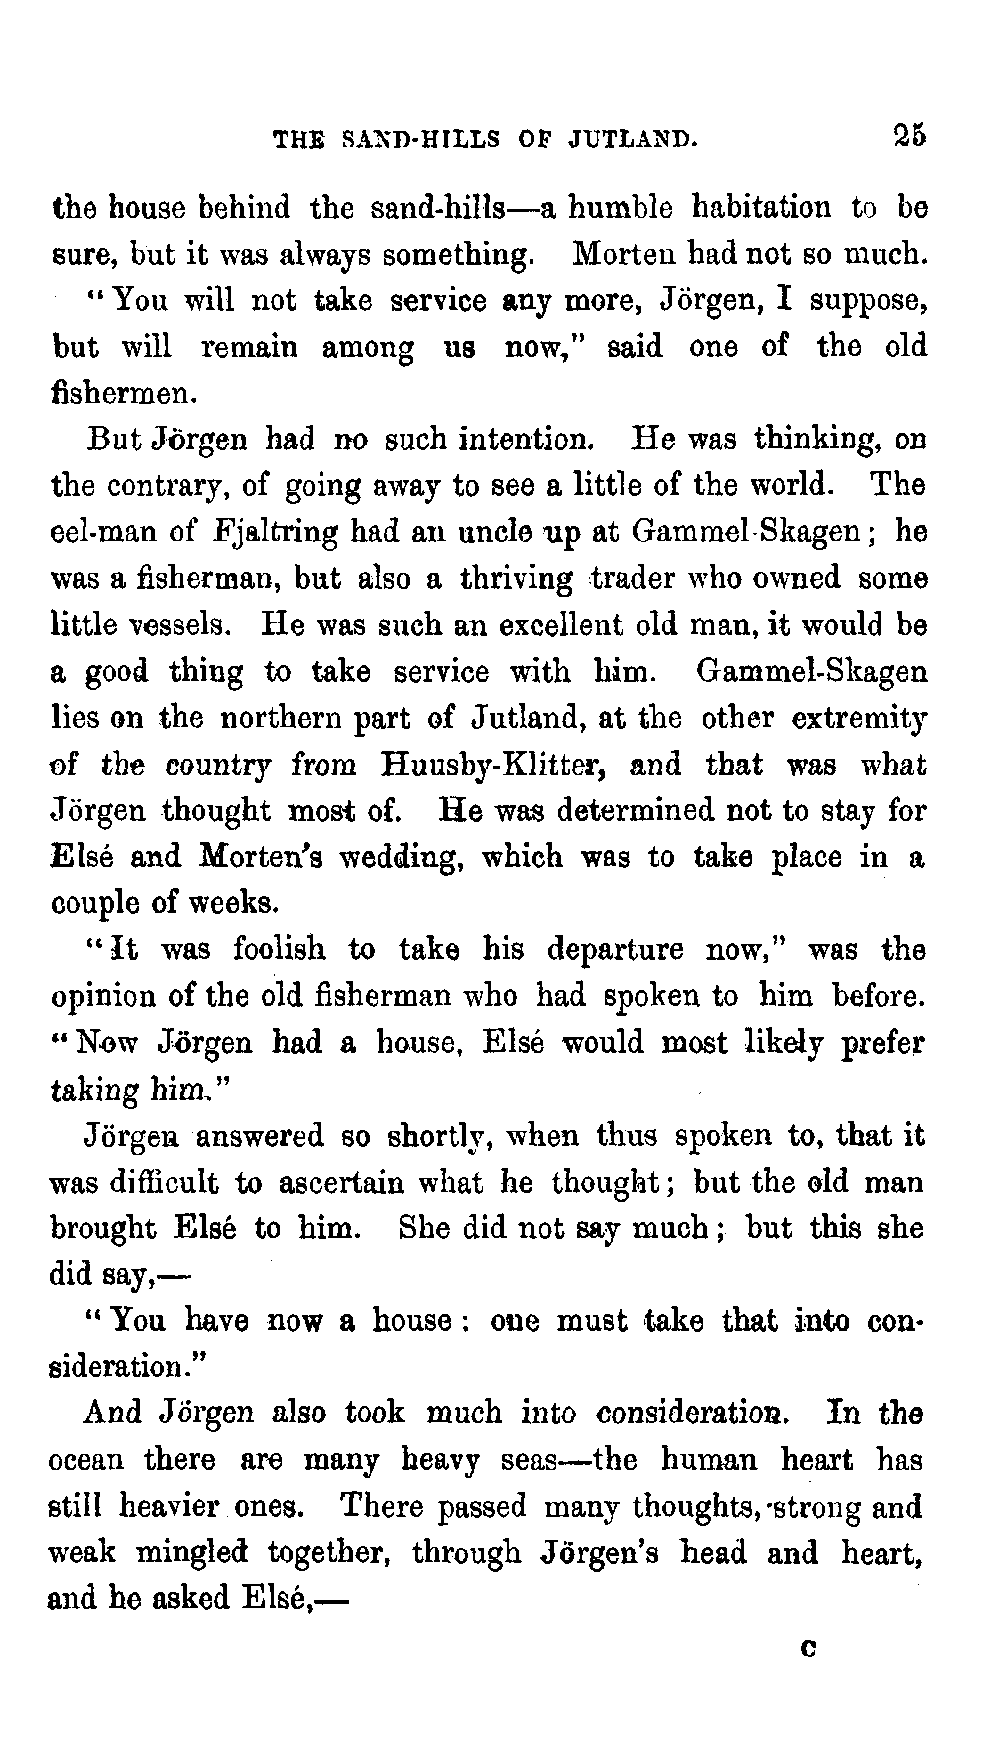 THE SAND-HILLS OF JUTLAND. 25
the house behind the sand-hills—a humble habitation to be
sure, but it was always something. Morten had not so much.
"You will not take service any more, Jörgen, I suppose,
but will remain among us now," said one of the old
fishermen.
But Jörgen had no such intention. He was thinking, on
the contrary, of going away to see a little of the world. The
eel-man of Fjaltring had an uncle up at Gammel-Skagen; he
was a fisherman, but also a thriving trader who owned some
little vessels. He was such an excellent old man, it would be
a good thing to take service with him. Gammel-Skagen
lies on the northern part of Jutland, at the other extremity
of the country from Huusby-Klitter, and that was what
Jörgen thought most of. He was determined not to stay for
Elsé and Morten's wedding, which was to take place in a
couple of weeks.
"It was foolish to take his departure now," was the
opinion of the old fisherman who had spoken to him before.
"Now Jörgen had a house, Elsé would most likely prefer
taking him."
Jörgen answered so shortly, when thus spoken to, that it
was difficult to ascertain what he thought; but the old man
brought Elsé to him. She did not say much; but this she
did say,—
"You have now a house: one must take that into con-
sideration."
And Jörgen also took much into consideration. In the
ocean there are many heavy seas—the human heart has
still heavier ones. There passed many thoughts, strong and
weak mingled together, through Jörgen's head and heart,
and he asked Elsé,—
C